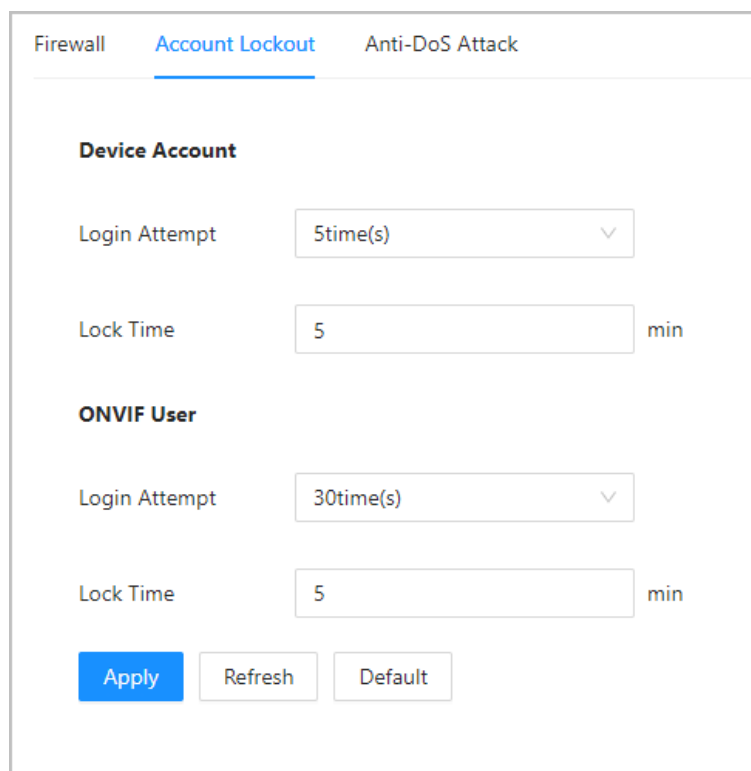 Firewall Account Lockout Anti-DoS Attack
Device Account
Login Attempt 5time(s)
Lock Time 5 min
ONVIF User
Login Attempt 30time(s)
Lock Time 5 min
Apply Refresh Default